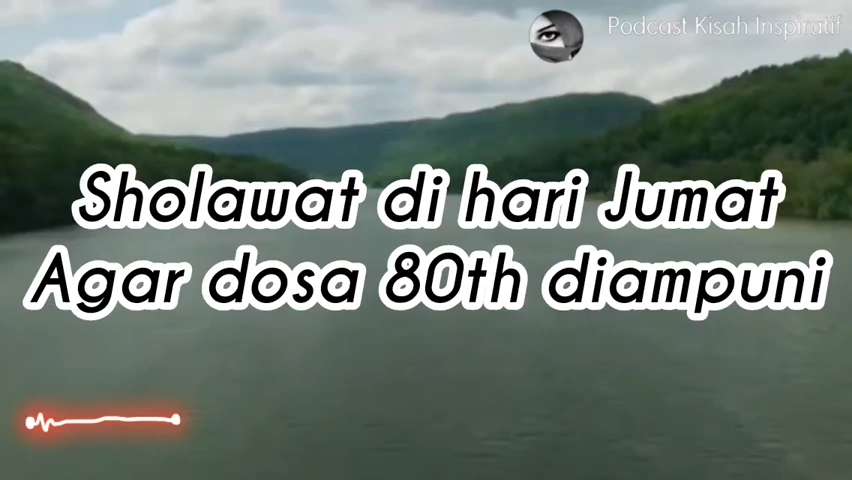 Podcast Kisah Inspiratif
Sholawat di hari Jumat
Agar dosa 80th diampuni